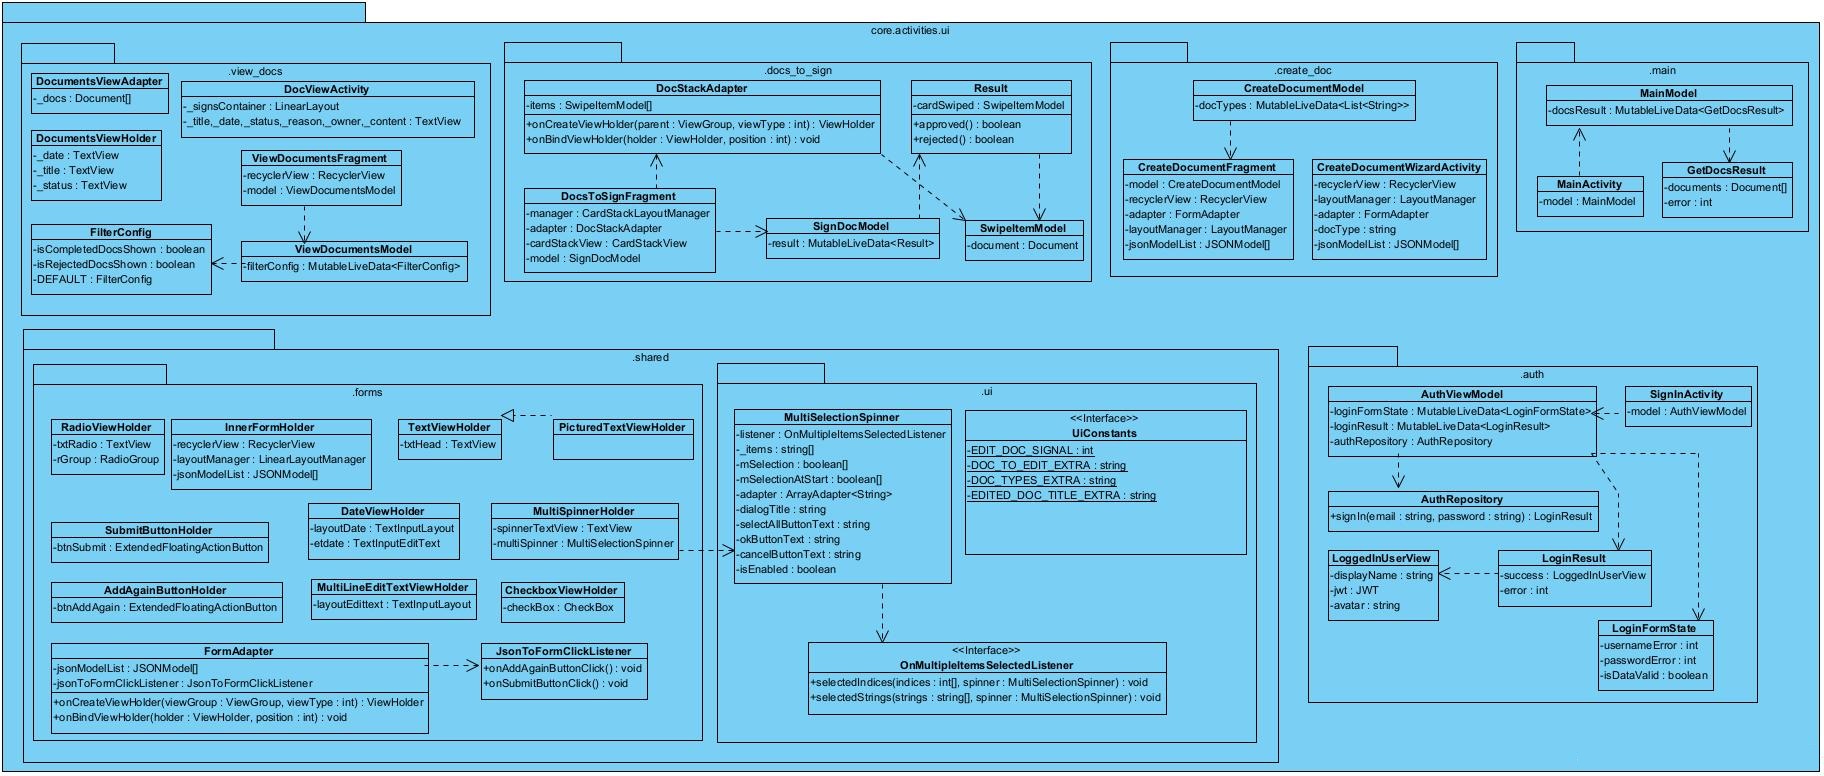 core.activities.ui
.view_docs
DocumentsViewAdapter
-_docs : Document[]
DocViewActivity
-_signsContainer : LinearLayout
-_title,_date,_status,_reason,_owner,_content : TextView
DocumentsViewHolder
-_date : TextView
-_title : TextView
-_status : TextView
ViewDocumentsFragment
-recyclerView : RecyclerView
-model : ViewDocumentsModel
FilterConfig
-isCompletedDocsShown : boolean
-isRejectedDocsShown : boolean
-DEFAULT : FilterConfig
ViewDocumentsModel
-filterConfig : MutableLiveData<FilterConfig>
.docs_to_sign
DocStackAdapter
-items : SwipeItemModel[]
+onCreateViewHolder(parent : ViewGroup, viewType : int) : ViewHolder
+onBindViewHolder(holder : ViewHolder, position : int) : void
Result
-cardSwiped : SwipeItemModel
+approved() : boolean
+rejected() : boolean
DocsToSignFragment
-manager : CardStackLayoutManager
-adapter : DocStackAdapter
-cardStackView : CardStackView
-model : SignDocModel
SignDocModel
-result : MutableLiveData<Result>
SwipeItemModel
-document : Document
.create_doc
CreateDocumentModel
-docTypes : MutableLiveData<List<String>>
CreateDocumentFragment
-model : CreateDocumentModel
-recyclerView : RecyclerView
-adapter : FormAdapter
-layoutManager : LayoutManager
-jsonModelList : JSONModel[]
CreateDocumentWizardActivity
-recyclerView : RecyclerView
-layoutManager : LayoutManager
-adapter : FormAdapter
-docType : string
-jsonModelList : JSONModel[]
.main
MainModel
-docsResult : MutableLiveData<GetDocsResult>
MainActivity
-model : MainModel
GetDocsResult
-documents : Document[]
-error : int
.shared
.forms
RadioViewHolder
-txtRadio : TextView
-rGroup : RadioGroup
InnerFormHolder
-recyclerView : RecyclerView
-layoutManager : LinearLayoutManager
-jsonModelList : JSONModel[]
TextViewHolder
-txtHead : TextView
PicturedTextViewHolder
SubmitButtonHolder
-btnSubmit : ExtendedFloatingActionButton
DateViewHolder
-layoutDate : TextInputLayout
-etdate : TextInputEditText
MultiSpinnerHolder
-spinnerTextView : TextView
-multiSpinner : MultiSelectionSpinner
AddAgainButtonHolder
-btnAddAgain : ExtendedFloatingActionButton
MultiLineEditTextViewHolder
-layoutEdittext : TextInputLayout
CheckboxViewHolder
-checkBox : CheckBox
FormAdapter
-jsonModelList : JSONModel[]
-jsonToFormClickListener : JsonToFormClickListener
+onCreateViewHolder(viewGroup : ViewGroup, viewType : int) : ViewHolder
+onBindViewHolder(holder : ViewHolder, position : int) : void
JsonToFormClickListener
+onAddAgainButtonClick() : void
+onSubmitButtonClick() : void
.ui
MultiSelectionSpinner
-listener : OnMultipleItemsSelectedListener
-_items : string[]
-mSelection : boolean[]
-mSelectionAtStart : boolean[]
-adapter : ArrayAdapter<String>
-dialogTitle : string
-selectAllButtonText : string
-okButtonText : string
-cancelButtonText : string
-isEnabled : boolean
<<Interface>>
UiConstants
-EDIT_DOC_SIGNAL : int
-DOC_TO_EDIT_EXTRA : string
-DOC_TYPES_EXTRA : string
-EDITED_DOC_TITLE_EXTRA : string
<<Interface>>
OnMultipleItemsSelectedListener
+selectedIndices(indices : int[], spinner : MultiSelectionSpinner) : void
+selectedStrings(strings : string[], spinner : MultiSelectionSpinner) : void
.auth
AuthViewModel
-loginFormState : MutableLiveData<LoginFormState>
-loginResult : MutableLiveData<LoginResult>
-authRepository : AuthRepository
SignInActivity
-model : AuthViewModel
AuthRepository
+signIn(email : string, password : string) : LoginResult
LoggedInUserView
-displayName : string
-jwt : JWT
-avatar : string
LoginResult
-success : LoggedInUserView
-error : int
LoginFormState
-usernameError : int
-passwordError : int
-isDataValid : boolean